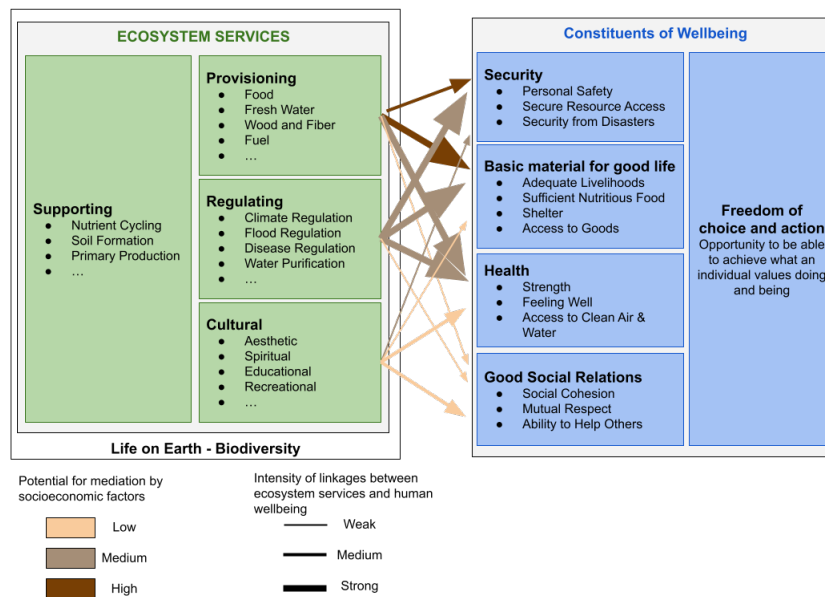 ECOSYSTEM SERVICES
Supporting
● Nutrient Cycling
● Soil Formation
● Primary Production
● ...
Provisioning
● Food
● Fresh Water
● Wood and Fiber
● Fuel
● ...
Regulating
● Climate Regulation
● Flood Regulation
● Disease Regulation
● Water Purification
● ...
Cultural
● Aesthetic
● Spiritual
● Educational
● Recreational
● ...
Life on Earth - Biodiversity
Constituents of Wellbeing
Security
● Personal Safety
● Secure Resource Access
● Security from Disasters
Basic material for good life
● Adequate Livelihoods
● Sufficient Nutritious Food
● Shelter
● Access to Goods
Health
● Strength
● Feeling Well
● Access to Clean Air &
Water
Good Social Relations
● Social Cohesion
● Mutual Respect
● Ability to Help Others
Freedom of
choice and action
Opportunity to be able
to achieve what an
individual values doing
and being
Potential for mediation by
socioeconomic factors
Low
Medium
High
Intensity of linkages between
ecosystem services and human
wellbeing
Weak
Medium
Strong